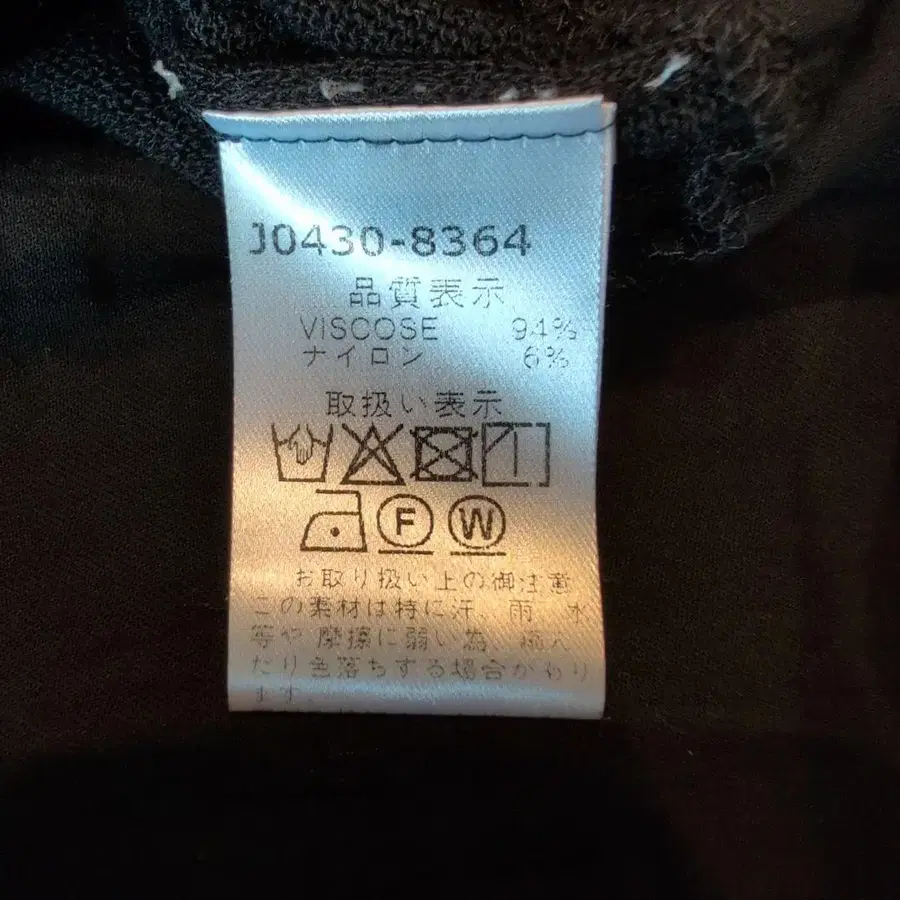 J0430-8364
品質表示
VISCOSE 94%
ナイロン 6%
取扱い表示
F W
お取り扱い上の御注意
この素材は特に汗、雨 水
等や 摩擦に弱い為、縮ん
だり色落ちする場合がわり
ます。